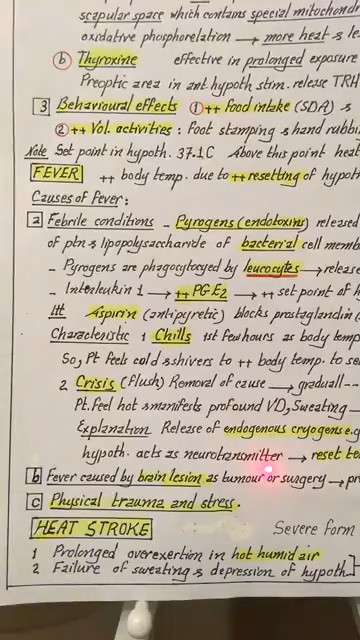 scapular space which contains special mitochond
oxidative phosphorelation → more heat &
ⓑ Thyroxine effective in prolonged exposure
Preoptic area in ant. hypoth stim. release TRH
3 Behavioural effects ① ++ Food intake (SDA) &
② ++ Vol. activities : Foot stamping & hand rubbi
Note Set point in hypoth. 37.1C Above this point heat
FEVER ++ body temp. due to ++ resetting of hypot
Causes of Fever:
a Febrile conditions - Pyrogens (endotoxins) released
of ptn & lipopolysaccharide of bacterial cell mem
- Pyrogens are phagocytocyed by leucocytes → release
- Interleukin 1 → ++ PGE2 → ++ set point of h
ttt Aspirin (antipyretic) blocks prostaglandin
Characteristic 1 Chills 1st few hours as body temp
So, Pt feels cold & shivers to ++ body temp. to se
2 Crisis (flush) Removal of cause → graduall--
Pt. feel hot & manifests profound VD, Sweating
Explanation Release of endogenous cryogens e.g
hypoth. acts as neurotransmitter → reset to
b Fever caused by brain lesion as tumour or surgery → pr
c Physical trauma and stress.
HEAT STROKE Severe form
1 Prolonged overexertion in hot humid air
2 Failure of sweating & depression of hypoth